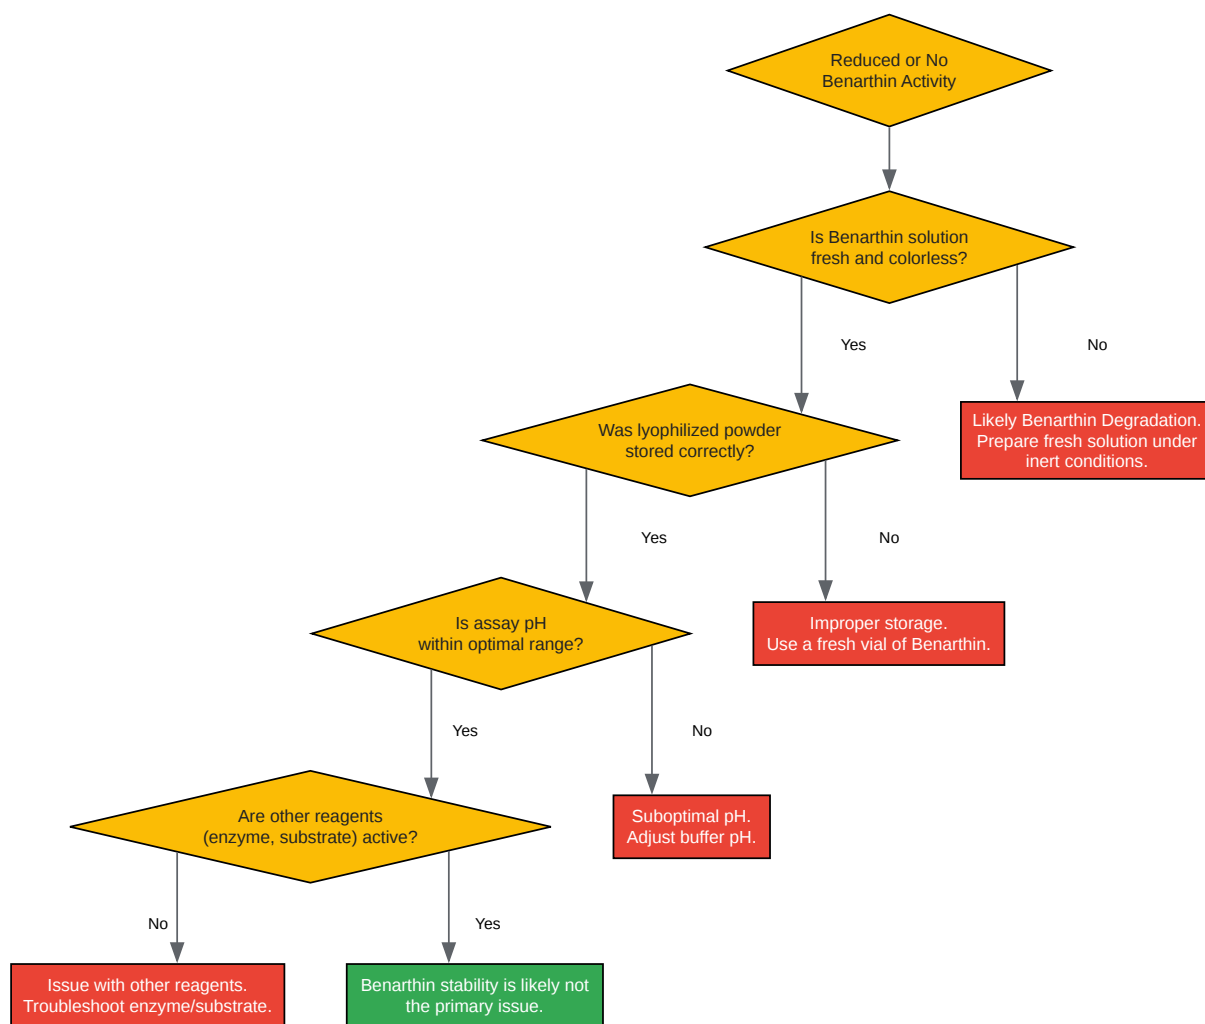 Reduced or No
Benarthin Activity
Is Benarthin solution
fresh and colorless?
Yes
No
Likely Benarthin Degradation.
Prepare fresh solution under
inert conditions.
Was lyophilized powder
stored correctly?
Yes
No
Improper storage.
Use a fresh vial of Benarthin.
Is assay pH
within optimal range?
Yes
No
Suboptimal pH.
Adjust buffer pH.
Are other reagents
(enzyme, substrate) active?
No
Yes
Issue with other reagents.
Troubleshoot enzyme/substrate.
Benarthin stability is likely not
the primary issue.